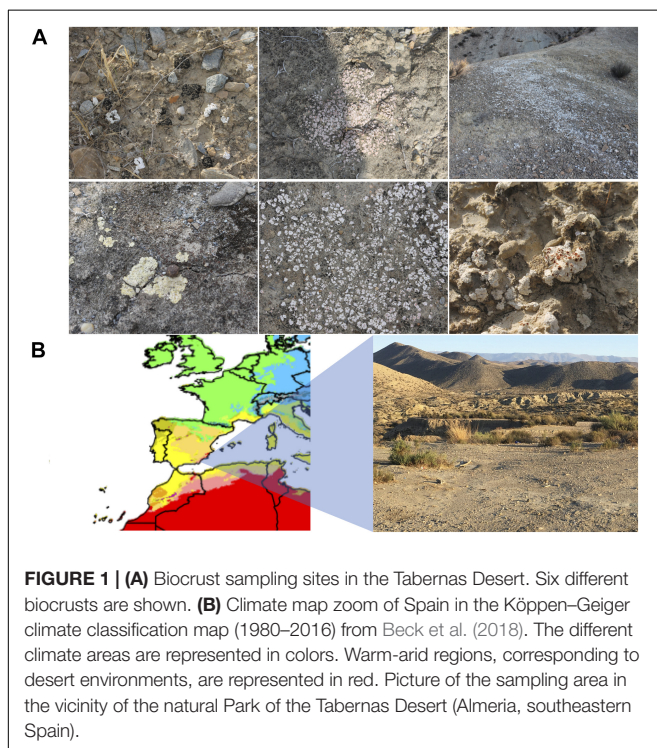 A
B
FIGURE 1 | (A) Biocrust sampling sites in the Tabernas Desert. Six different
biocrusts are shown. (B) Climate map zoom of Spain in the Köppen–Geiger
climate classification map (1980–2016) from Beck et al. (2018). The different
climate areas are represented in colors. Warm-arid regions, corresponding to
desert environments, are represented in red. Picture of the sampling area in
the vicinity of the natural Park of the Tabernas Desert (Almeria, southeastern
Spain).